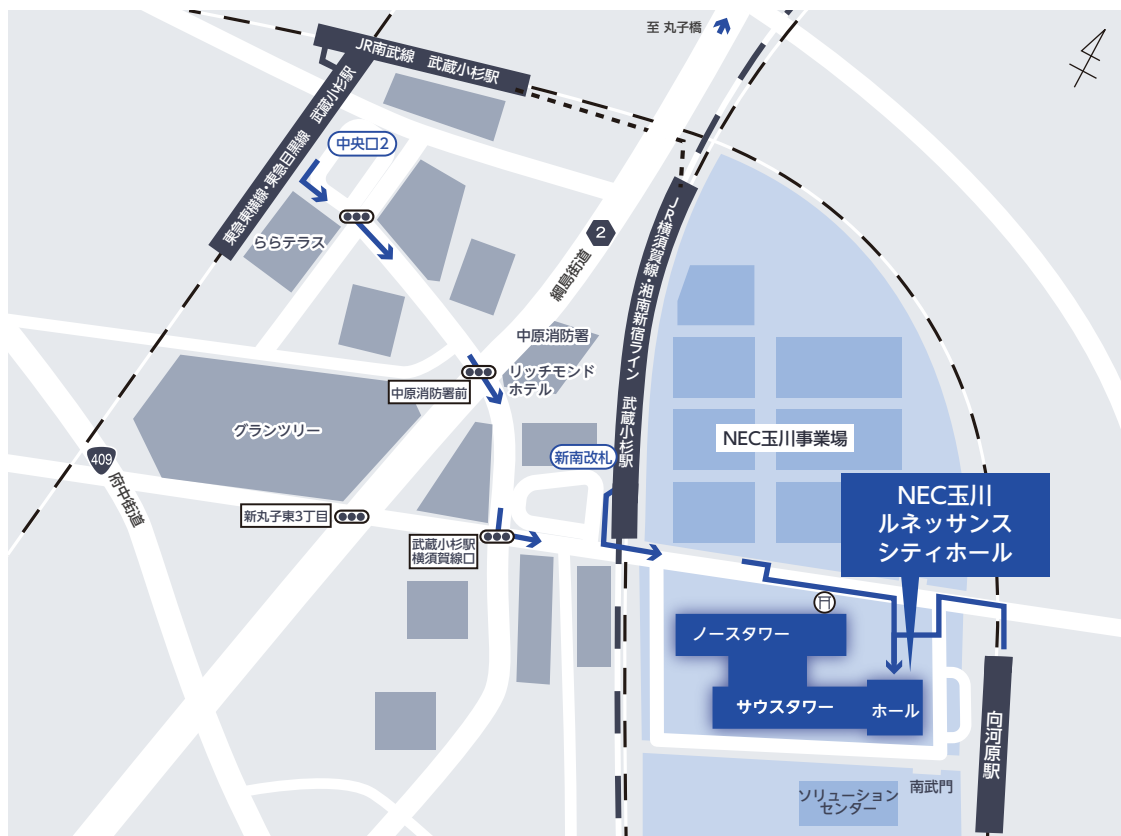 至 丸子橋
JR南武線　武蔵小杉駅
東急東横線・東急目黒線　武蔵小杉駅
中央口2
ららテラス
2
綱島街道
JR横須賀線・湘南新宿ライン　武蔵小杉駅
中原消防署
リッチモンド
ホテル
中原消防署前
グランツリー
NEC玉川事業場
新南改札
409
府中街道
新丸子東3丁目
武蔵小杉駅
横須賀線口
NEC玉川
ルネッサンス
シティホール
ノースタワー
サウスタワー
ホール
向河原駅
南武門
ソリューション
センター